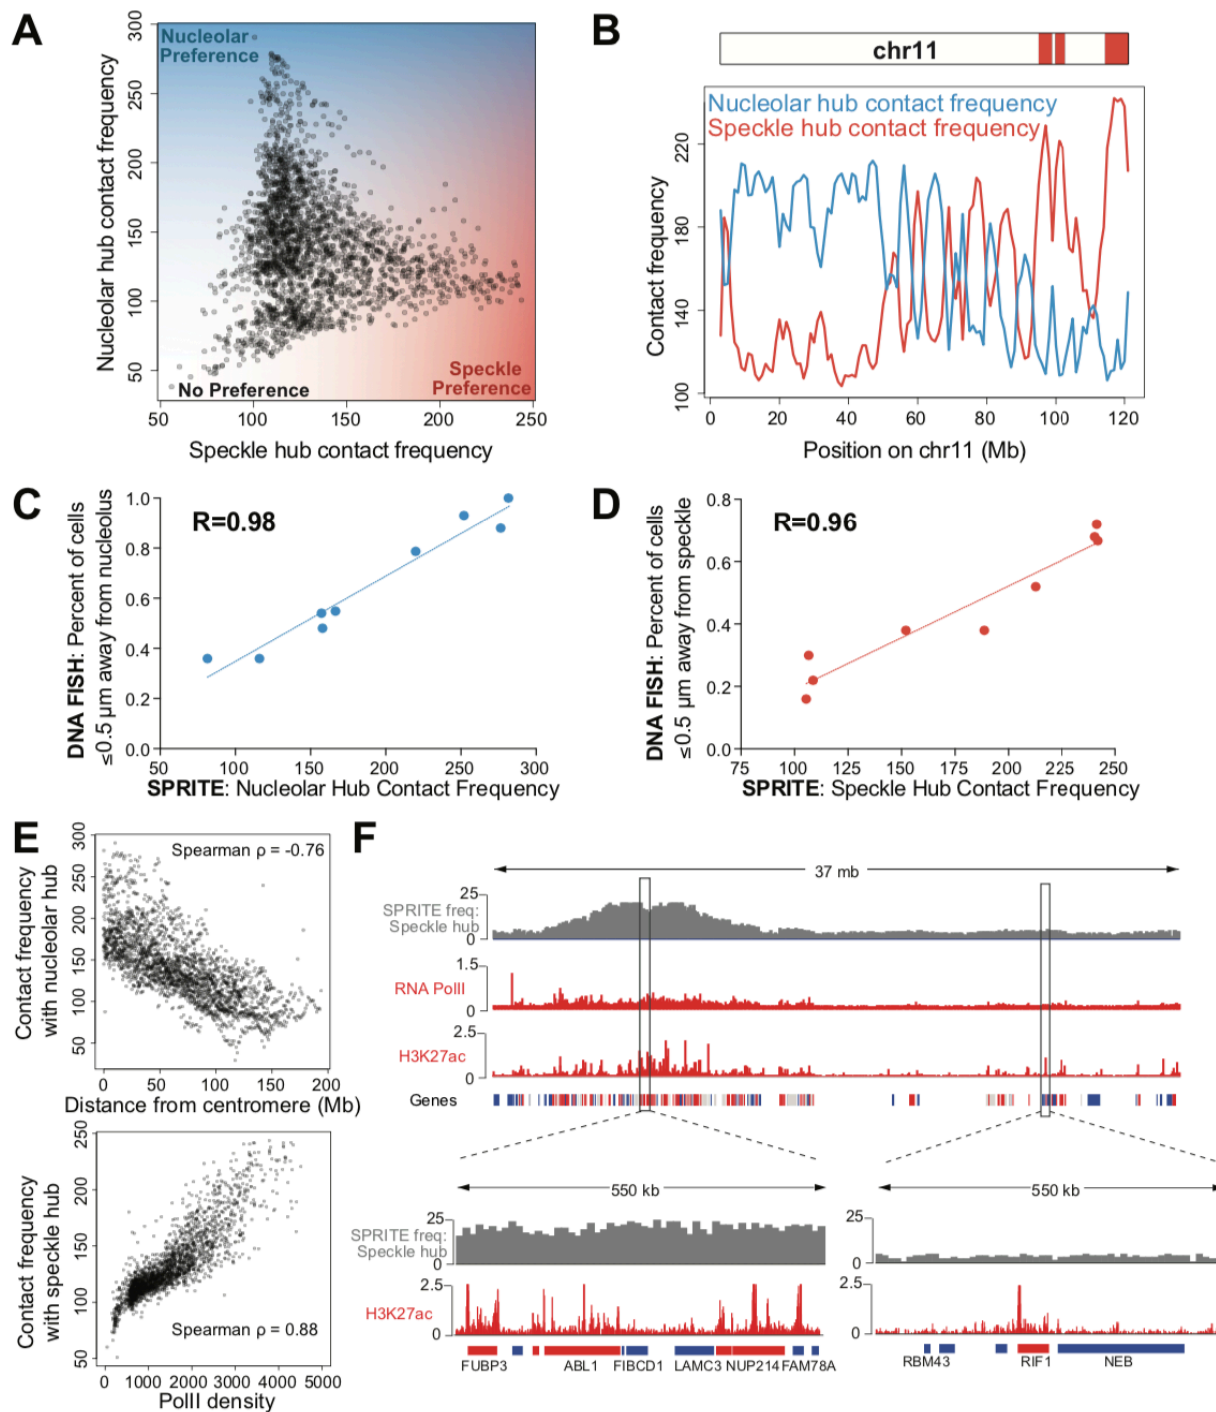 A
Nucleolar
Preference
No Preference
Speckle
Preference
300
250
200
150
100
50
50
100
150
200
250
Nucleolar hub contact frequency
Speckle hub contact frequency
B
chr11
Nucleolar hub contact frequency
Speckle hub contact frequency
220
180
140
100
0
20
40
60
80
100
120
Contact frequency
Position on chr11 (Mb)
C
R=0.98
1.0
0.8
0.6
0.4
0.2
0.0
50
100
150
200
250
300
DNA FISH: Percent of cells
≤0.5 µm away from nucleolus
SPRITE: Nucleolar Hub Contact Frequency
D
R=0.96
0.8
0.6
0.4
0.2
0.0
75
100
125
150
175
200
225
250
DNA FISH: Percent of cells
≤0.5 µm away from speckle
SPRITE: Speckle Hub Contact Frequency
E
Spearman ρ = -0.76
300
250
200
150
100
50
0
50
100
150
200
Contact frequency
with nucleolar hub
Distance from centromere (Mb)
250
200
150
100
50
Spearman ρ = 0.88
0
1000
2000
3000
4000
5000
Contact frequency
with speckle hub
PolII density
F
37 mb
25
SPRITE freq:
Speckle hub
0
1.5
RNA PolII
0
2.5
H3K27ac
0
Genes
550 kb
25
SPRITE freq:
Speckle hub
0
2.5
H3K27ac
0
FUBP3
ABL1
FIBCD1
LAMC3
NUP214
FAM78A
550 kb
25
0
2.5
0
RBM43
RIF1
NEB